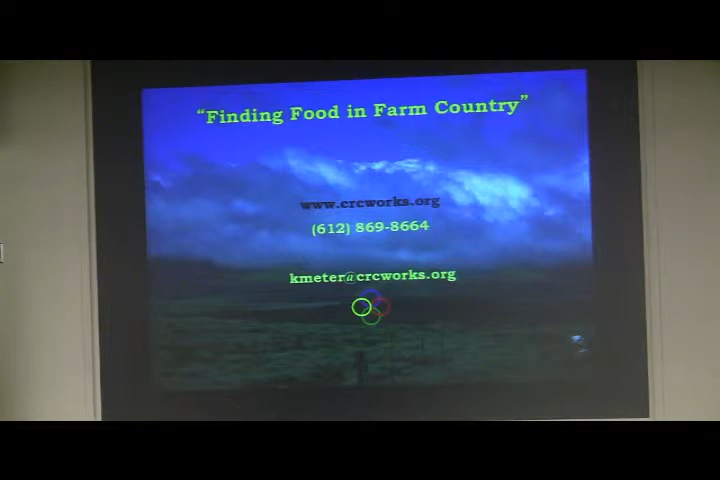 “Finding Food in Farm Country”
www.crcworks.org
(612) 869-8664
kmeter@crcworks.org